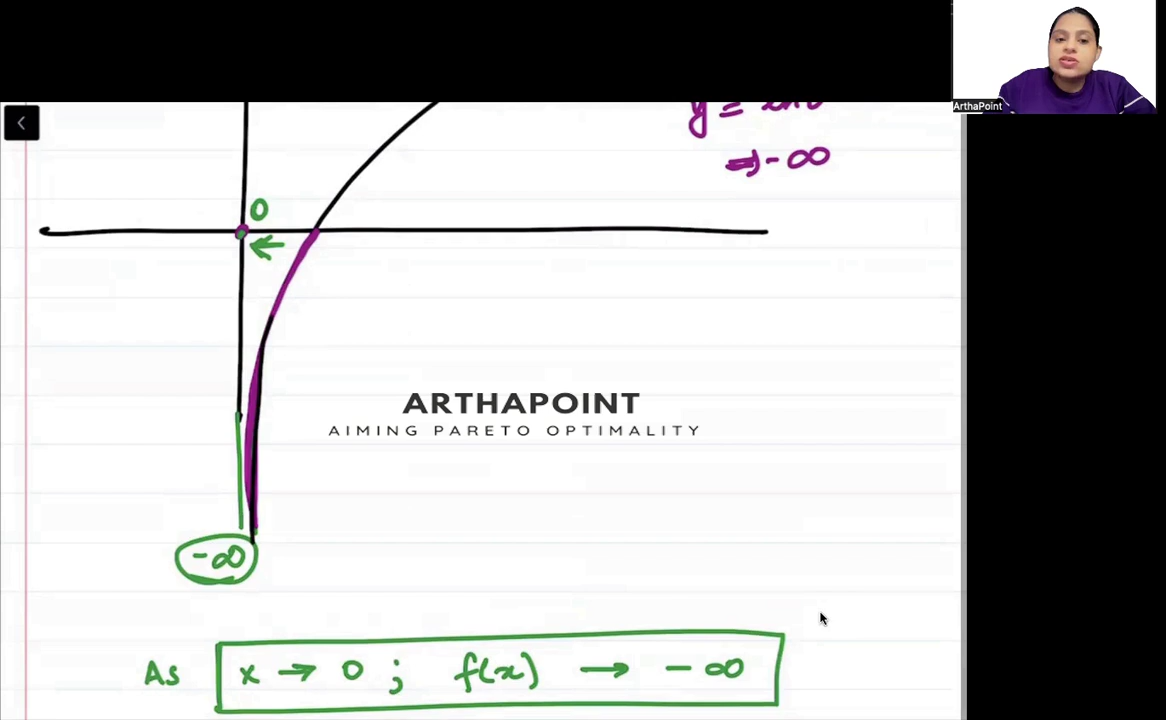 ArthaPoint
y =
⇒ - ∞
0
←
ARTHAPOINT
AIMING PARETO OPTIMALITY
-∞
As x → 0 ; f(x) → - ∞